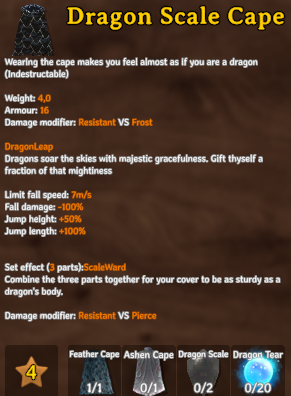 Dragon Scale Cape
Wearing the cape makes you feel almost as if you are a dragon
(Indestructable)
Weight: 4,0
Armour: 16
Damage modifier: Resistant VS Frost
DragonLeap
Dragons soar the skies with majestic gracefulness. Gift thyself a
fraction of that mightiness
Limit fall speed: 7m/s
Fall damage: -100%
Jump height: +50%
Jump length: +100%
Set effect (3 parts):ScaleWard
Combine the three parts together for your cover to be as sturdy as a
dragon's body.
Damage modifier: Resistant VS Pierce
4
Feather Cape Ashen Cape Dragon Scale Dragon Tear
1/1 0/1 0/2 0/20